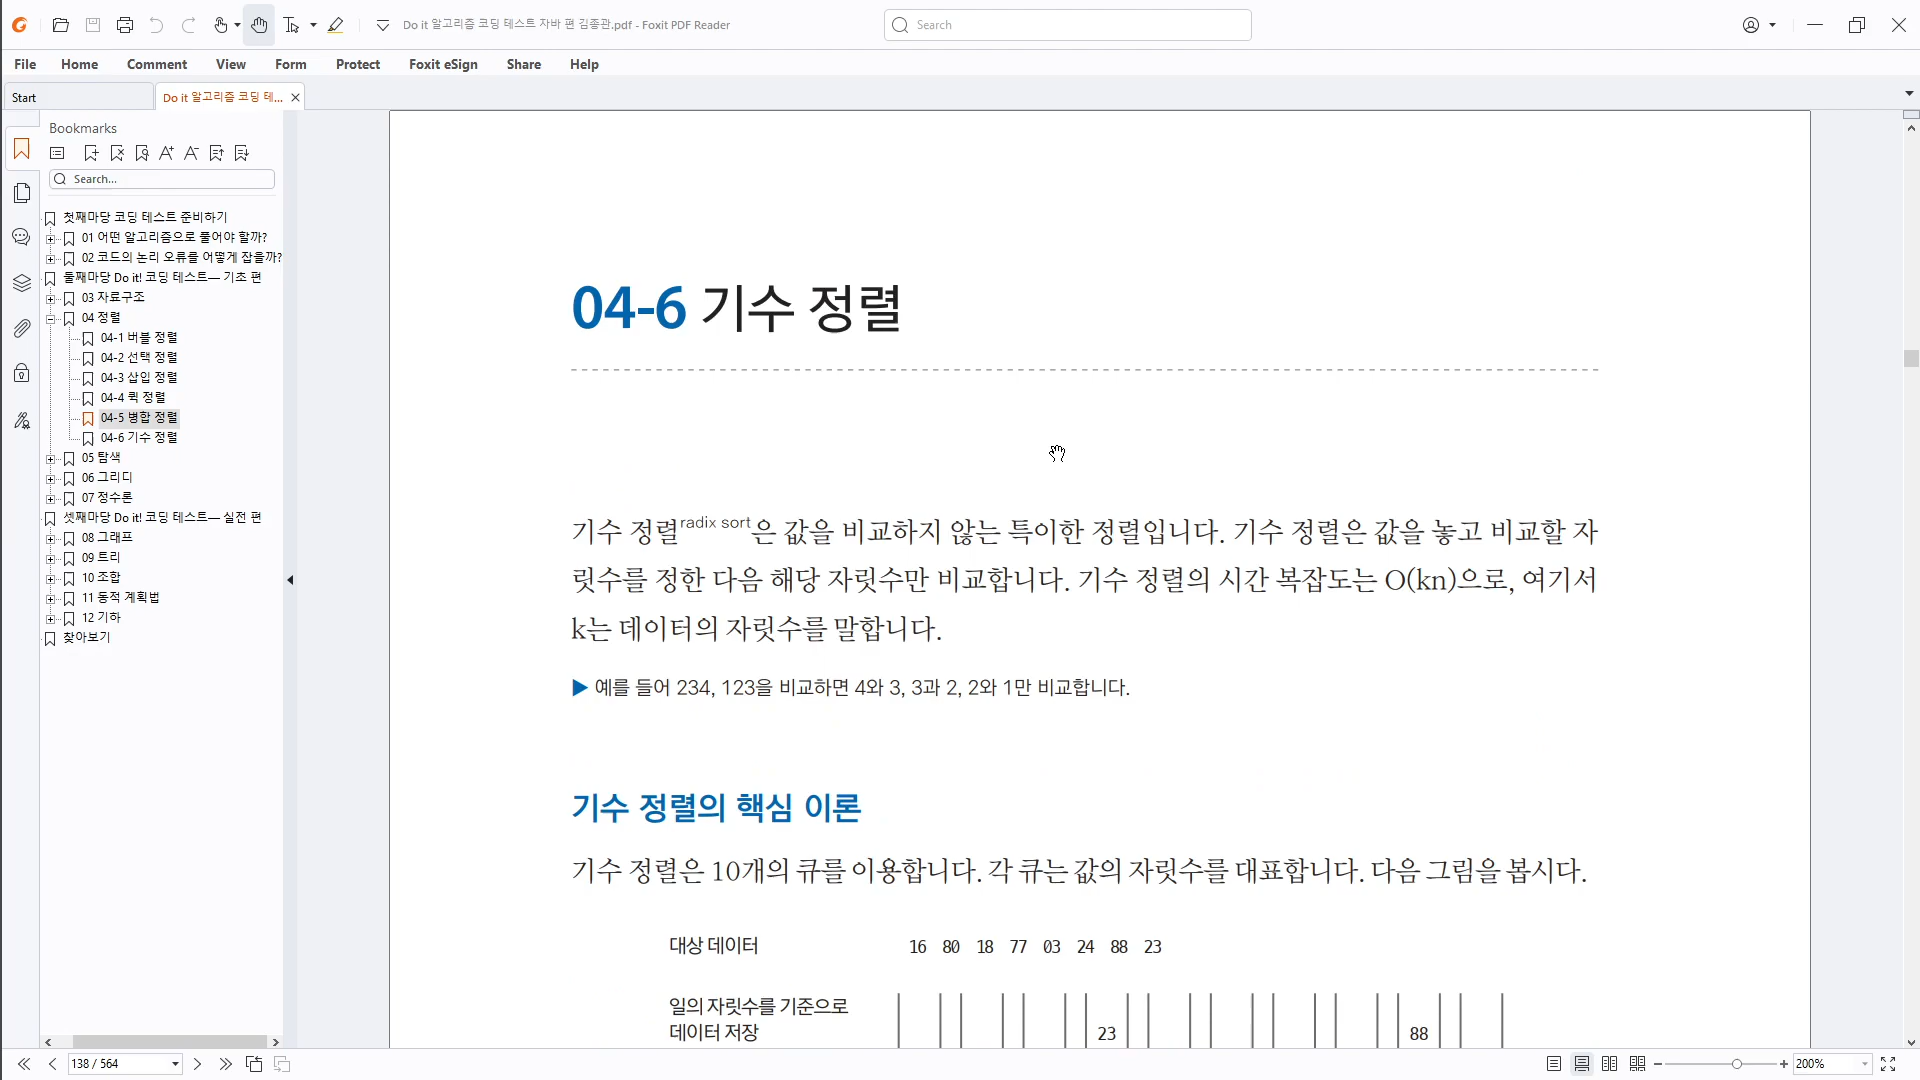 Do it 알고리즘 코딩 테스트 자바 편 김종관.pdf - Foxit PDF Reader
Search
File Home Comment View Form Protect Foxit eSign Share Help
Start
Do it 알고리즘 코딩 테...
Bookmarks
Search...
첫째마당 코딩 테스트 준비하기
01 어떤 알고리즘으로 풀어야 할까?
02 코드의 논리 오류를 어떻게 잡을까?
둘째마당 Do it! 코딩 테스트— 기초 편
03 자료구조
04 정렬
04-1 버블 정렬
04-2 선택 정렬
04-3 삽입 정렬
04-4 퀵 정렬
04-5 병합 정렬
04-6 기수 정렬
05 탐색
06 그리디
07 정수론
셋째마당 Do it! 코딩 테스트— 실전 편
08 그래프
09 트리
10 조합
11 동적 계획법
12 기하
찾아보기
04-6 기수 정렬
기수 정렬radix sort은 값을 비교하지 않는 특이한 정렬입니다. 기수 정렬은 값을 놓고 비교할 자
릿수를 정한 다음 해당 자릿수만 비교합니다. 기수 정렬의 시간 복잡도는 O(kn)으로, 여기서
k는 데이터의 자릿수를 말합니다.
▶ 예를 들어 234, 123을 비교하면 4와 3, 3과 2, 2와 1만 비교합니다.
기수 정렬의 핵심 이론
기수 정렬은 10개의 큐를 이용합니다. 각 큐는 값의 자릿수를 대표합니다. 다음 그림을 봅시다.
대상 데이터 16 80 18 77 03 24 88 23
일의 자릿수를 기준으로
데이터 저장 23 88
138 / 564
200%